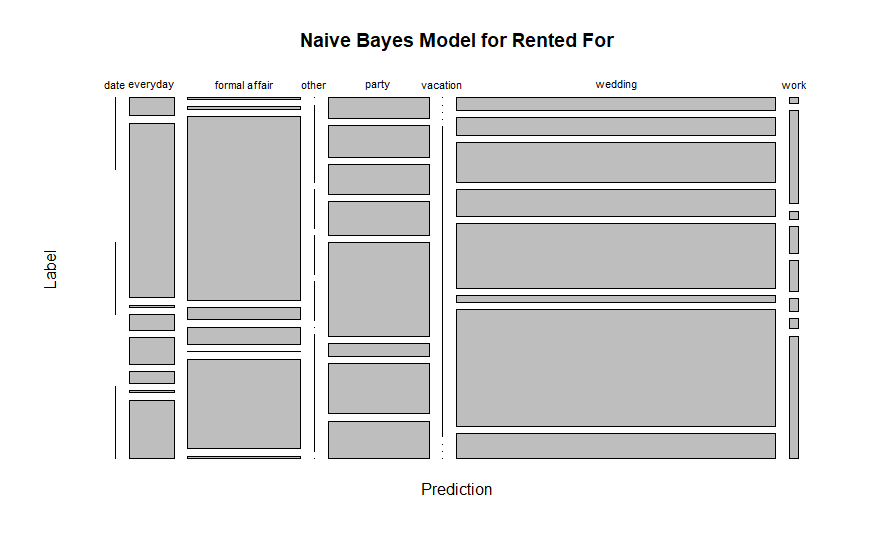 Naive Bayes Model for Rented For
date everyday formal affair other party vacation wedding work
Label
Prediction